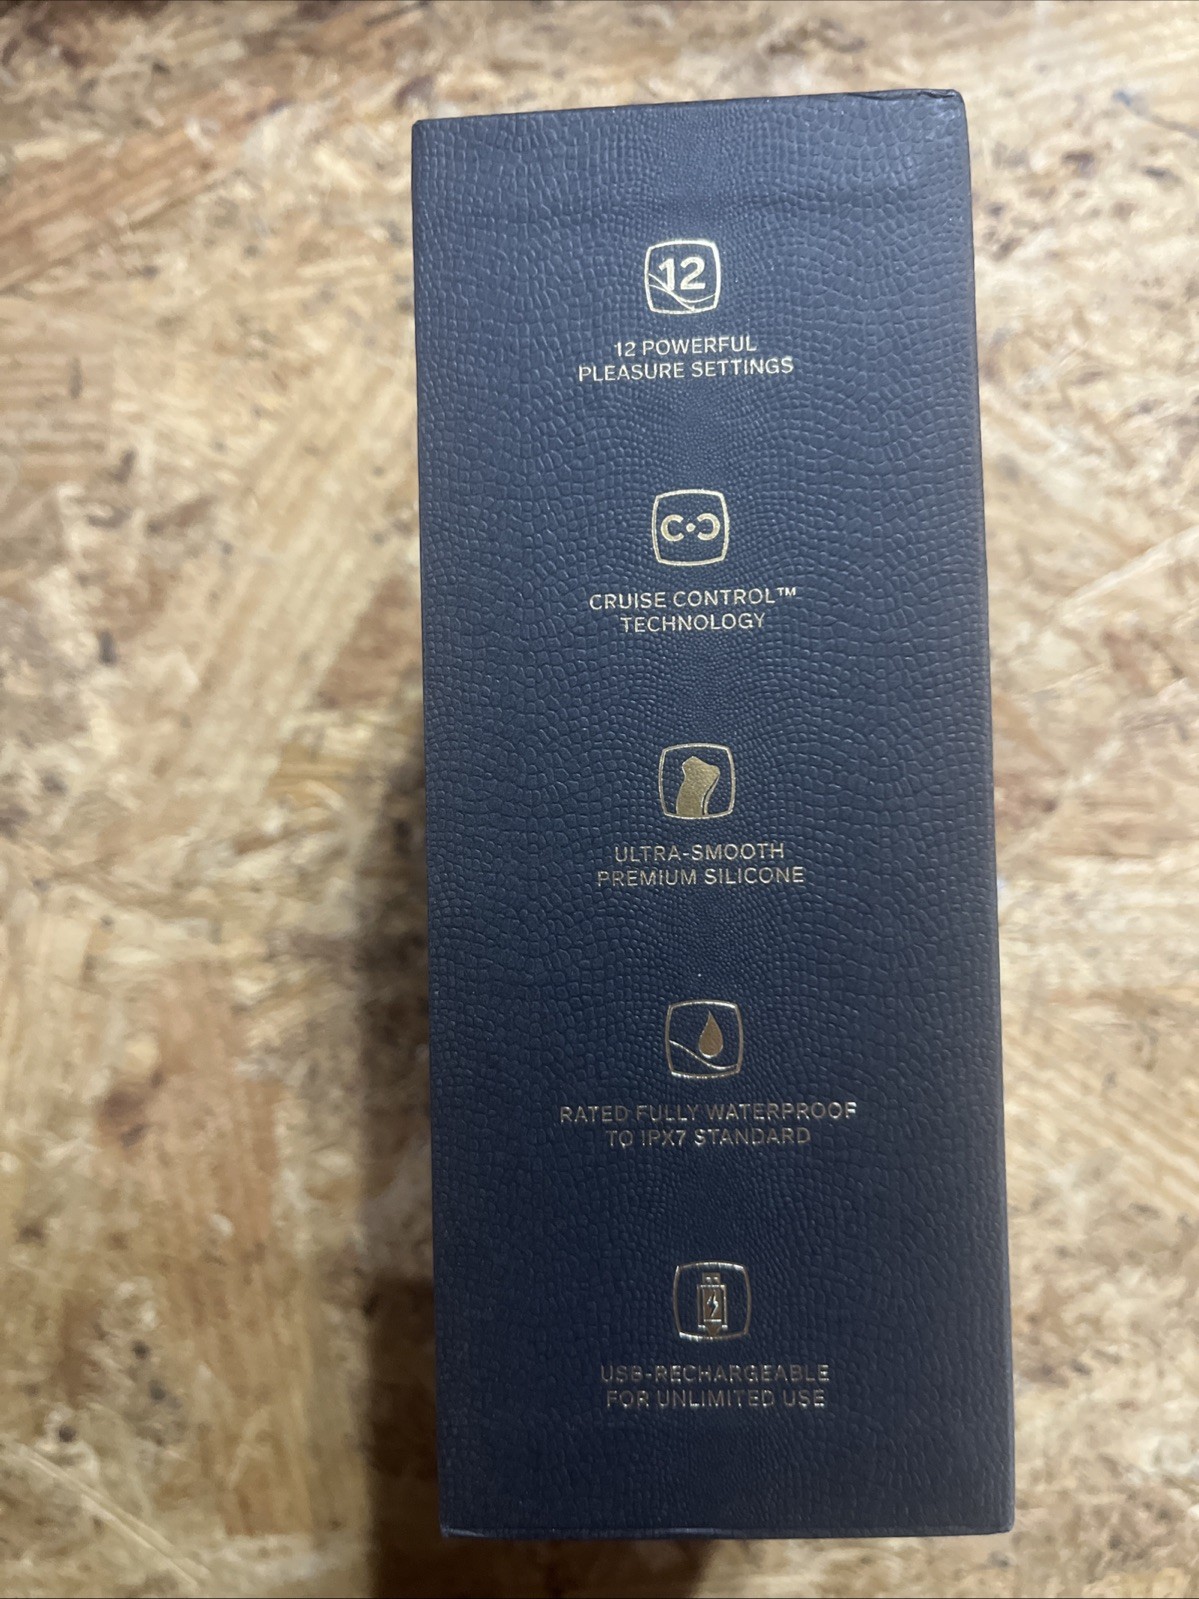 12
12 POWERFUL
PLEASURE SETTINGS
C·C
CRUISE CONTROL™
TECHNOLOGY
ULTRA-SMOOTH
PREMIUM SILICONE
RATED FULLY WATERPROOF
TO IPX7 STANDARD
USB-RECHARGEABLE
FOR UNLIMITED USE